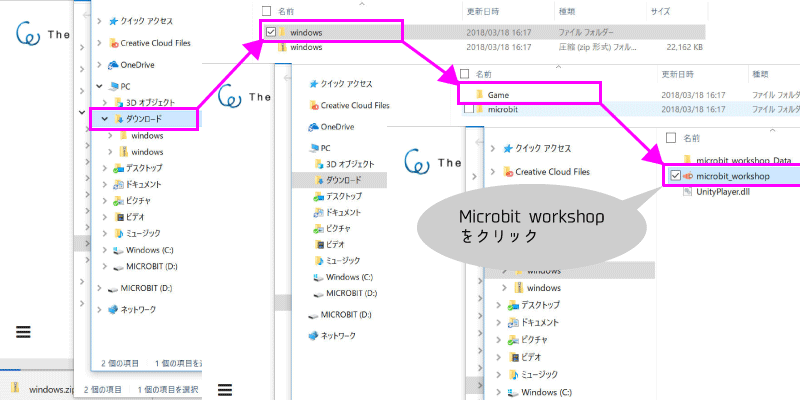 The
クイック アクセス
Creative Cloud Files
OneDrive
PC
3D オブジェクト
ダウンロード
windows
windows
デスクトップ
ドキュメント
ピクチャ
ビデオ
ミュージック
Windows (C:)
MICROBIT (D:)
MICROBIT (D:)
ネットワーク
2 個の項目 1 個の項目を選
2 個の項目 1 個の項目を選択
windows.zip
名前 更新日時 種類 サイズ
windows 2018/03/18 16:17 ファイル フォルダー
windows 2018/03/18 16:17 圧縮 (zip 形式) フォル... 22,162 KB
The
クイック アクセス
Creative Cloud Files
OneDrive
PC
3D オブジェクト
ダウンロード
デスクトップ
ドキュメント
ピクチャ
ビデオ
ミュージック
Windows (C:)
MICROBIT (D:)
MICROBIT (D:)
ネットワーク
名前 更新日時 種類
Game 2018/03/18 16:17 ファイル フォル
microbit 2018/03/18 16:17 ファイル フォル
The
クイック アクセス
Creative Cloud Files
windows
windows
デスクトップ
ドキュメント
ピクチャ
ビデオ
ミュージック
Windows (C:)
名前
microbit_workshop_Data
microbit_workshop
UnityPlayer.dll
Microbit workshop
をクリック